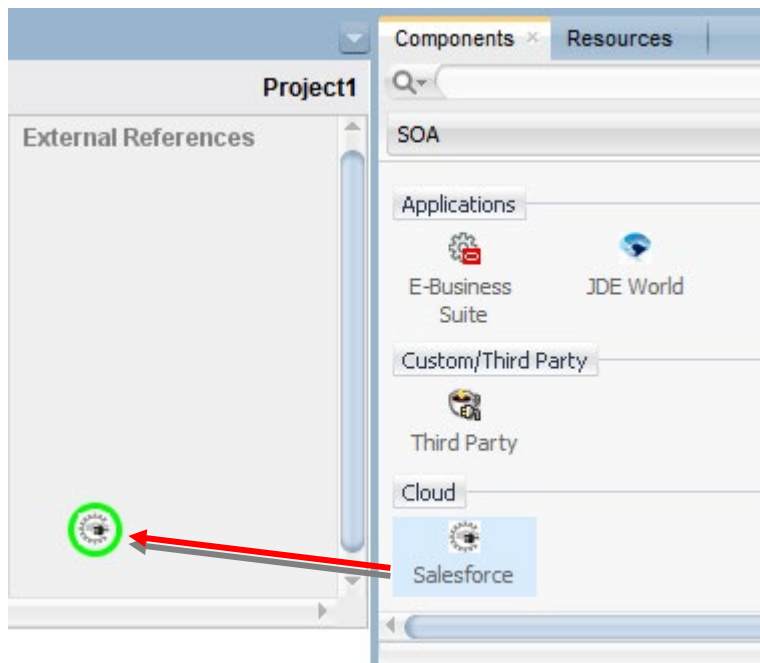 Components
Resources
Project1
External References
SOA
Applications
E-Business
Suite
JDE World
Custom/Third Party
Third Party
Cloud
Salesforce